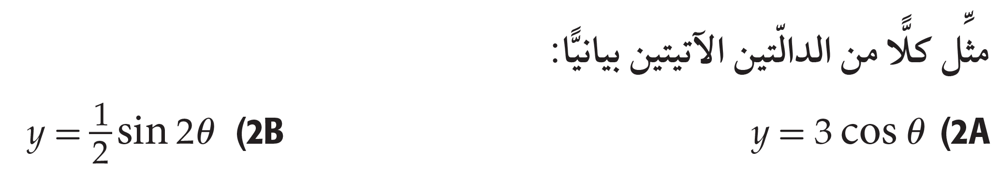 مثِّل كلًّا من الدالّتين الآتيتين بيانيًّا:
(2A y = 3 cos θ
(2B y = 1/2 sin 2θ